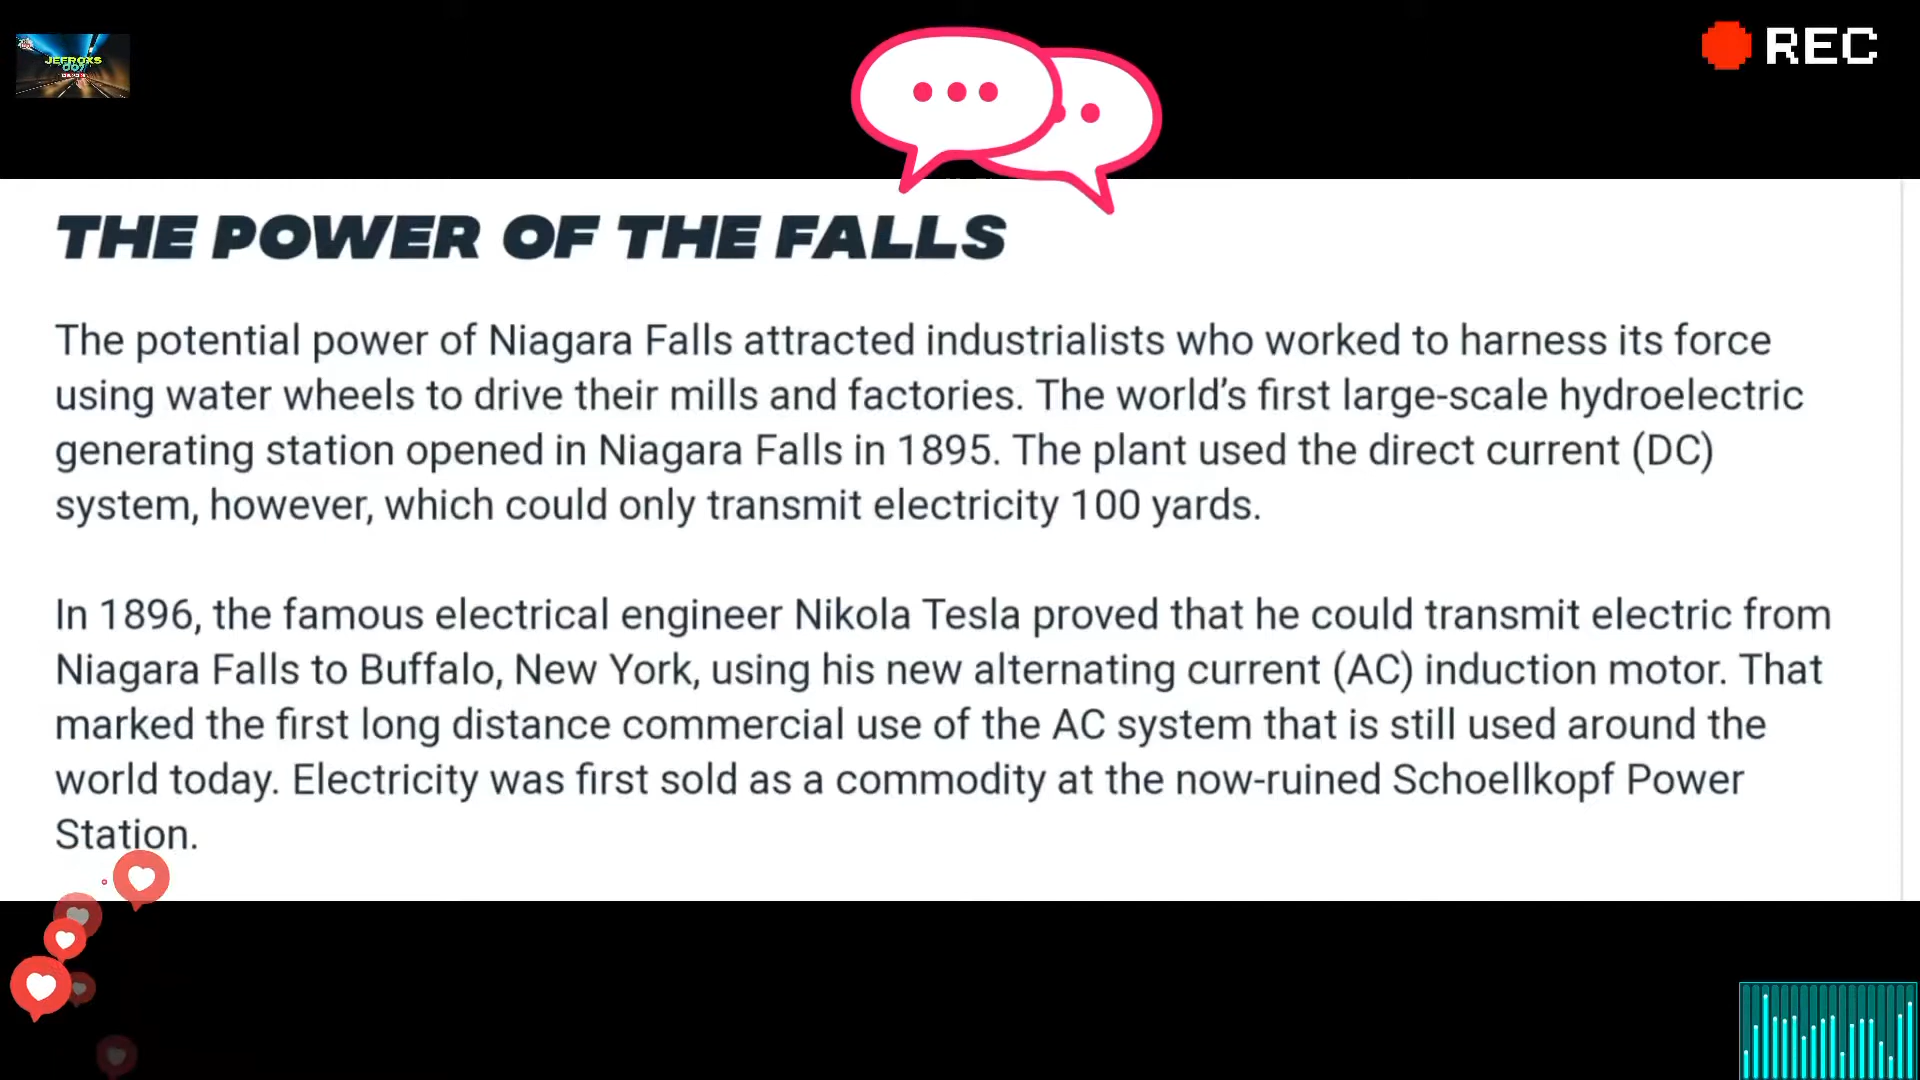 JEFROXS
007
REC
THE POWER OF THE FALLS
The potential power of Niagara Falls attracted industrialists who worked to harness its force
using water wheels to drive their mills and factories. The world’s first large-scale hydroelectric
generating station opened in Niagara Falls in 1895. The plant used the direct current (DC)
system, however, which could only transmit electricity 100 yards.
In 1896, the famous electrical engineer Nikola Tesla proved that he could transmit electric from
Niagara Falls to Buffalo, New York, using his new alternating current (AC) induction motor. That
marked the first long distance commercial use of the AC system that is still used around the
world today. Electricity was first sold as a commodity at the now-ruined Schoellkopf Power
Station.